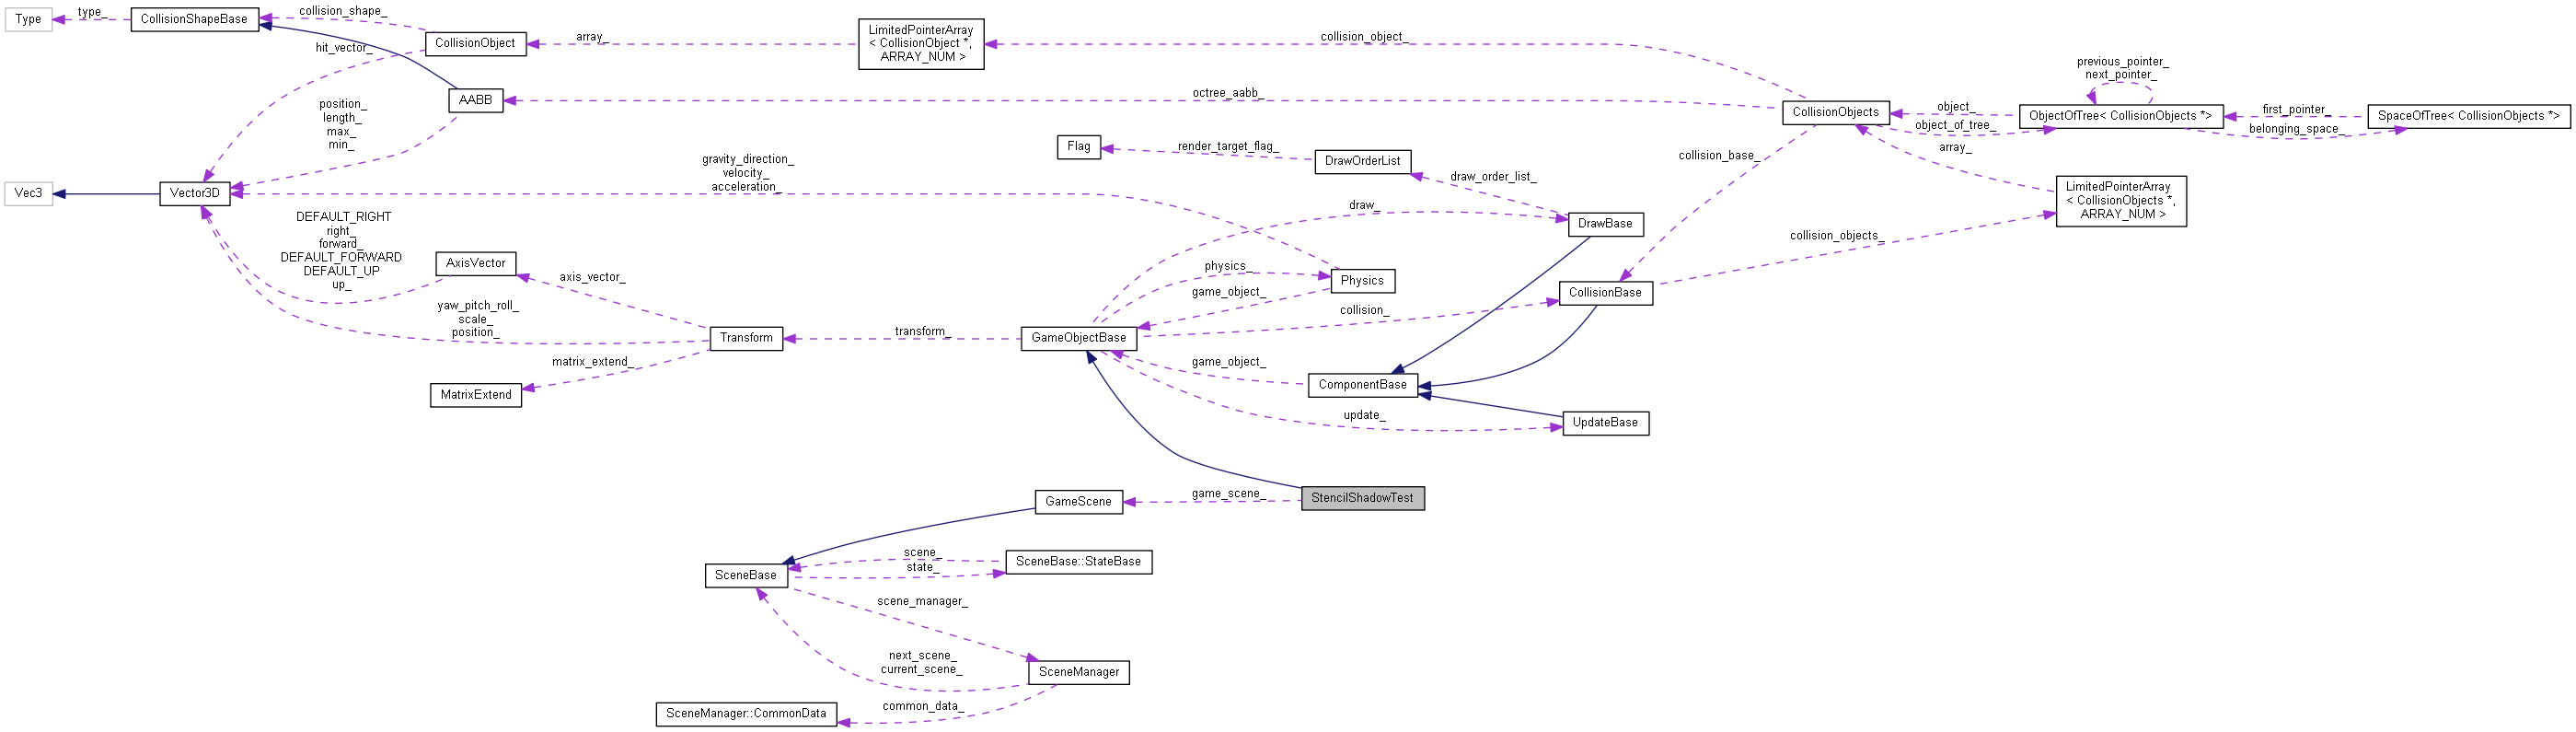 Type
type_
CollisionShapeBase
collision_shape_
hit_vector_
CollisionObject
array_
LimitedPointerArray
< CollisionObject *,
ARRAY_NUM >
collision_object_
AABB
octree_aabb_
position_
length_
max_
min_
CollisionObjects
object_
object_of_tree_
previous_pointer_
next_pointer_
ObjectOfTree< CollisionObjects *>
first_pointer_
belonging_space_
SpaceOfTree< CollisionObjects *>
Flag
render_target_flag_
DrawOrderList
draw_order_list_
collision_base_
array_
LimitedPointerArray
< CollisionObjects *,
ARRAY_NUM >
Vec3
Vector3D
gravity_direction_
velocity_
acceleration_
draw_
DrawBase
DEFAULT_RIGHT
right_
forward_
DEFAULT_FORWARD
DEFAULT_UP
up_
AxisVector
axis_vector_
physics_
game_object_
Physics
collision_objects_
CollisionBase
collision_
yaw_pitch_roll_
scale_
position_
Transform
transform_
GameObjectBase
matrix_extend_
MatrixExtend
game_object_
ComponentBase
update_
UpdateBase
GameScene
game_scene_
StencilShadowTest
SceneBase
scene_
state_
SceneBase::StateBase
scene_manager_
next_scene_
current_scene_
SceneManager
common_data_
SceneManager::CommonData